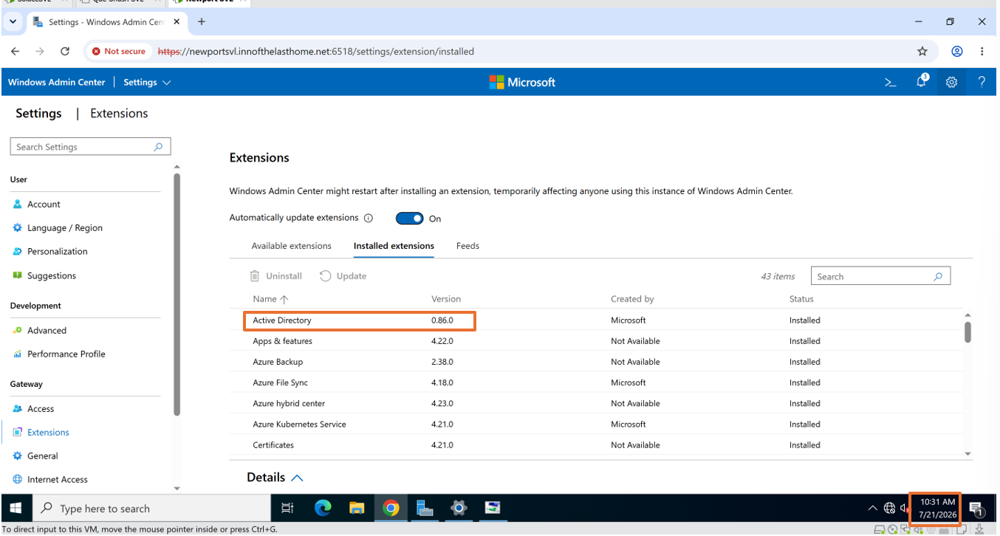 Newport SVL
Settings - Windows Admin Cen
Not secure https://newportsvl.innofthelasthome.net:6518/settings/extension/installed
Windows Admin Center Settings Microsoft 3 ?
Settings | Extensions
Search Settings
User
Account
Language / Region
Personalization
Suggestions
Development
Advanced
Performance Profile
Gateway
Access
Extensions
General
Internet Access
Extensions
Windows Admin Center might restart after installing an extension, temporarily affecting anyone using this instance of Windows Admin Center.
Automatically update extensions On
Available extensions Installed extensions Feeds
Uninstall Update 43 items Search
Name Version Created by Status
Active Directory 0.86.0 Microsoft Installed
Apps & features 4.22.0 Not Available Installed
Azure Backup 2.38.0 Not Available Installed
Azure File Sync 4.18.0 Microsoft Installed
Azure hybrid center 4.23.0 Not Available Installed
Azure Kubernetes Service 4.21.0 Microsoft Installed
Certificates 4.21.0 Not Available Installed
Details
Type here to search
10:31 AM
7/21/2026
1
To direct input to this VM, move the mouse pointer inside or press Ctrl+G.